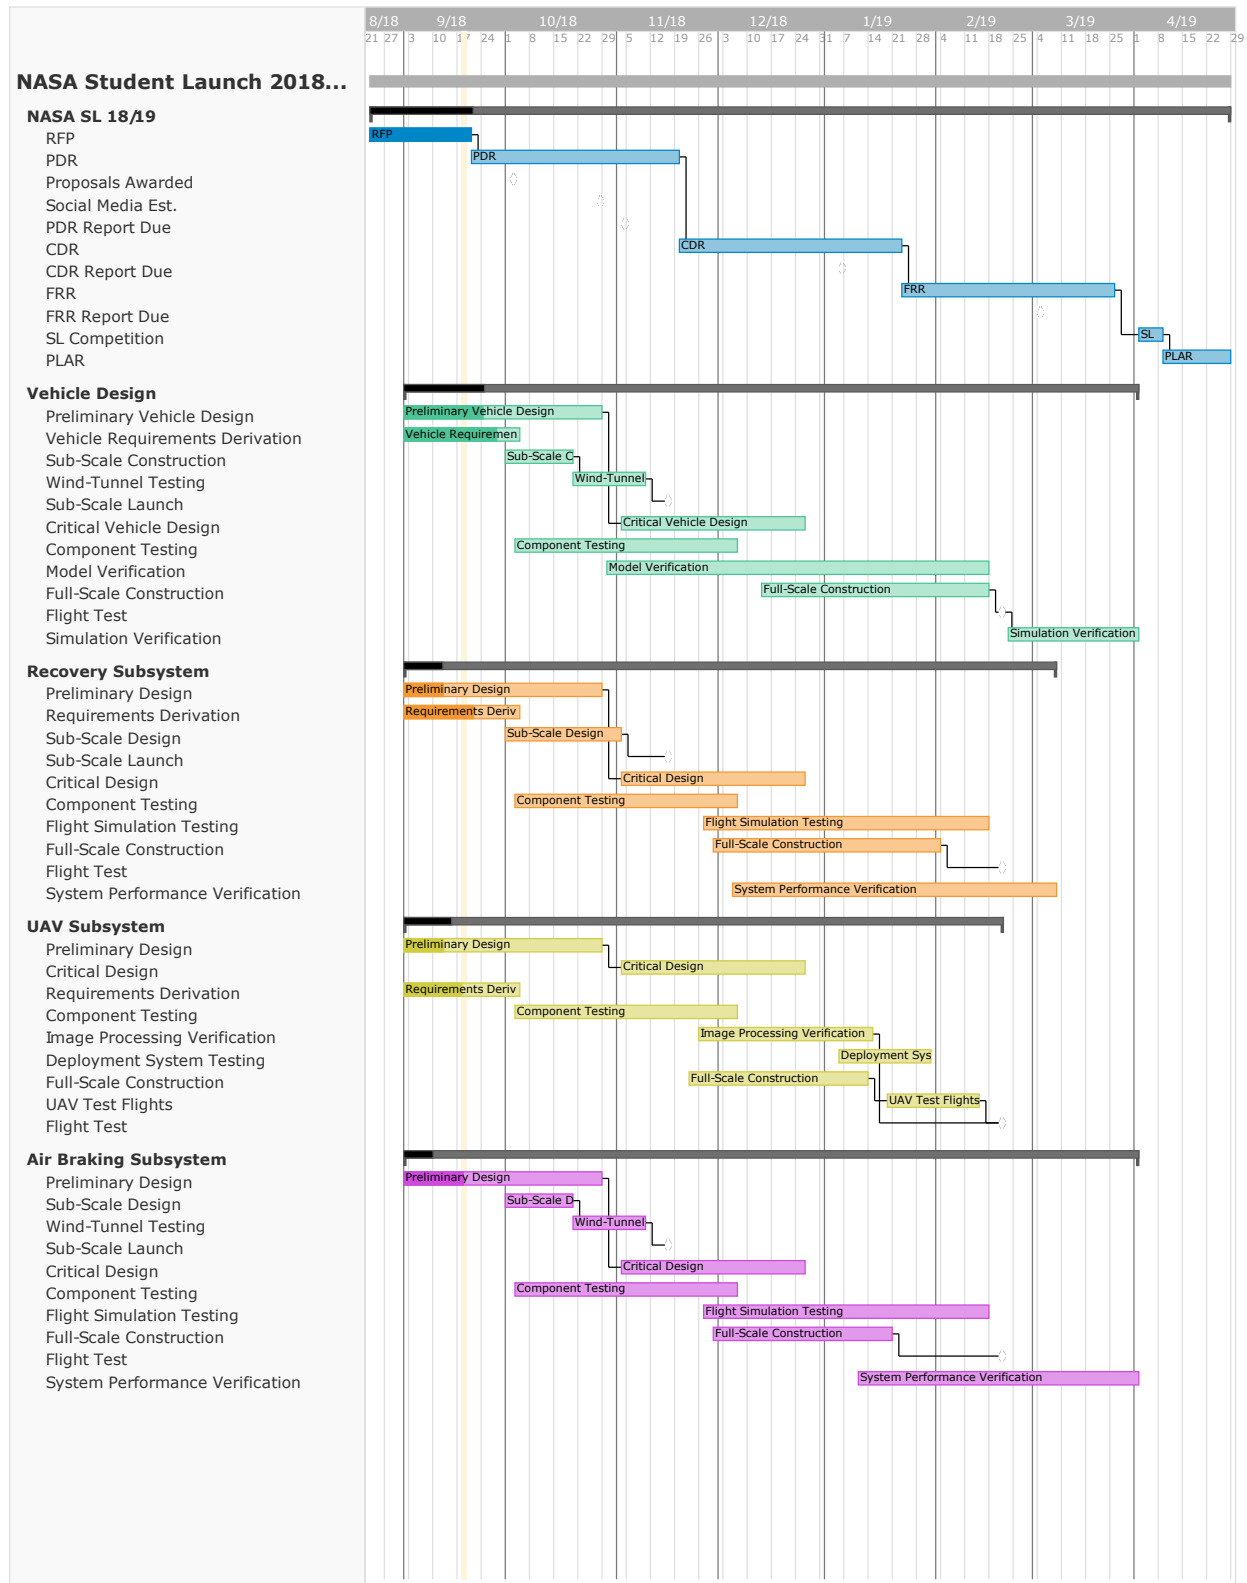 8/18 9/18 10/18 11/18 12/18 1/19 2/19 3/19 4/19
21 27 3 10 17 24 1 8 15 22 29 5 12 19 26 3 10 17 24 31 7 14 21 28 4 11 18 25 4 11 18 25 1 8 15 22 29
NASA Student Launch 2018...
NASA SL 18/19
RFP RFP
PDR PDR
Proposals Awarded
Social Media Est.
PDR Report Due
CDR CDR
CDR Report Due
FRR FRR
FRR Report Due
SL Competition SL
PLAR PLAR
Vehicle Design
Preliminary Vehicle Design Preliminary Vehicle Design
Vehicle Requirements Derivation Vehicle Requiremen
Sub-Scale Construction Sub-Scale C
Wind-Tunnel Testing Wind-Tunnel
Sub-Scale Launch
Critical Vehicle Design Critical Vehicle Design
Component Testing Component Testing
Model Verification Model Verification
Full-Scale Construction Full-Scale Construction
Flight Test
Simulation Verification Simulation Verification
Recovery Subsystem
Preliminary Design Preliminary Design
Requirements Derivation Requirements Deriv
Sub-Scale Design Sub-Scale Design
Sub-Scale Launch
Critical Design Critical Design
Component Testing Component Testing
Flight Simulation Testing Flight Simulation Testing
Full-Scale Construction Full-Scale Construction
Flight Test
System Performance Verification System Performance Verification
UAV Subsystem
Preliminary Design Preliminary Design
Critical Design Critical Design
Requirements Derivation Requirements Deriv
Component Testing Component Testing
Image Processing Verification Image Processing Verification
Deployment System Testing Deployment Sys
Full-Scale Construction Full-Scale Construction
UAV Test Flights UAV Test Flights
Flight Test
Air Braking Subsystem
Preliminary Design Preliminary Design
Sub-Scale Design Sub-Scale D
Wind-Tunnel Testing Wind-Tunnel
Sub-Scale Launch
Critical Design Critical Design
Component Testing Component Testing
Flight Simulation Testing Flight Simulation Testing
Full-Scale Construction Full-Scale Construction
Flight Test
System Performance Verification System Performance Verification